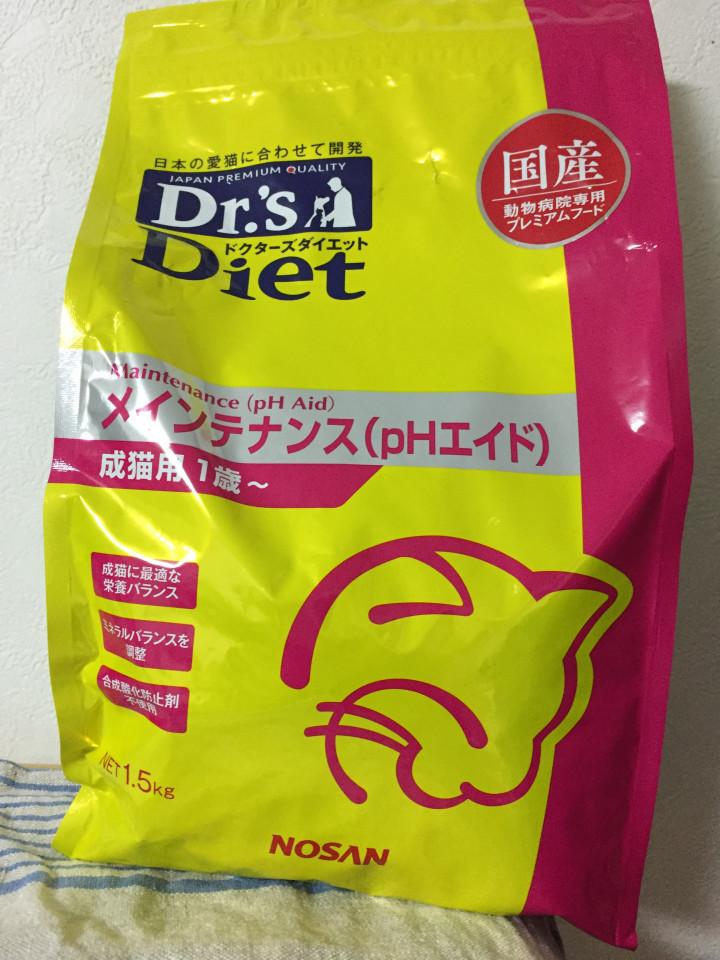 日本の愛猫に合わせて開発
JAPAN PREMIUM QUALITY
Dr.'s
ドクターズダイエット
Diet
国産
動物病院専用
プレミアムフード
Maintenance (pH Aid)
メインテナンス(pHエイド)
成猫用 1歳~
成猫に最適な
栄養バランス
ミネラルバランスを
調整
合成酸化防止剤
不使用
NET 1.5kg
NOSAN